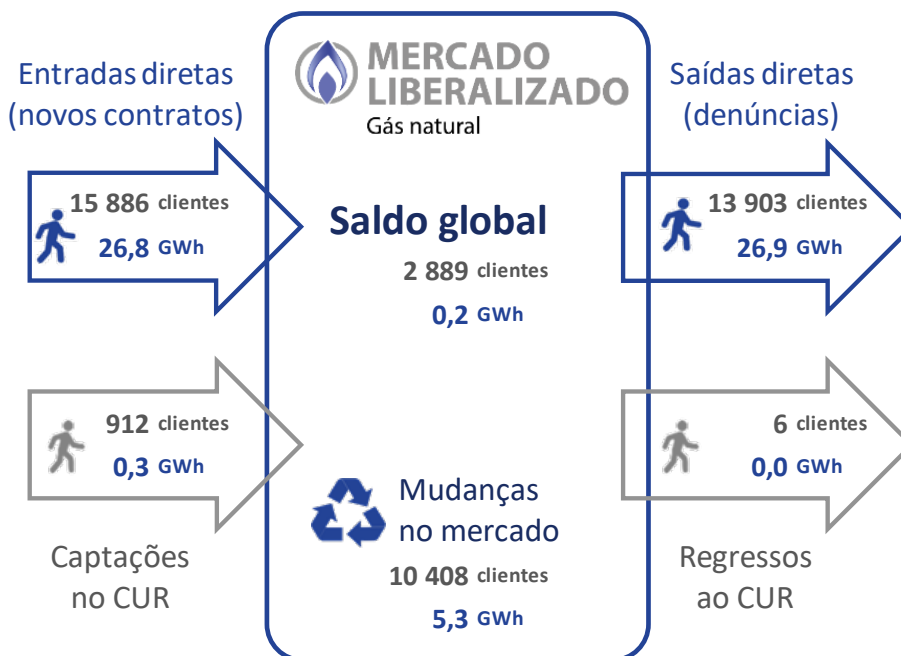 MERCADO
LIBERALIZADO
Gás natural
Entradas diretas
(novos contratos)
15 886 clientes
26,8 GWh
Saldo global
2 889 clientes
0,2 GWh
Saídas diretas
(denúncias)
13 903 clientes
26,9 GWh
912 clientes
0,3 GWh
Captações
no CUR
Mudanças
no mercado
10 408 clientes
5,3 GWh
6 clientes
0,0 GWh
Regressos
ao CUR